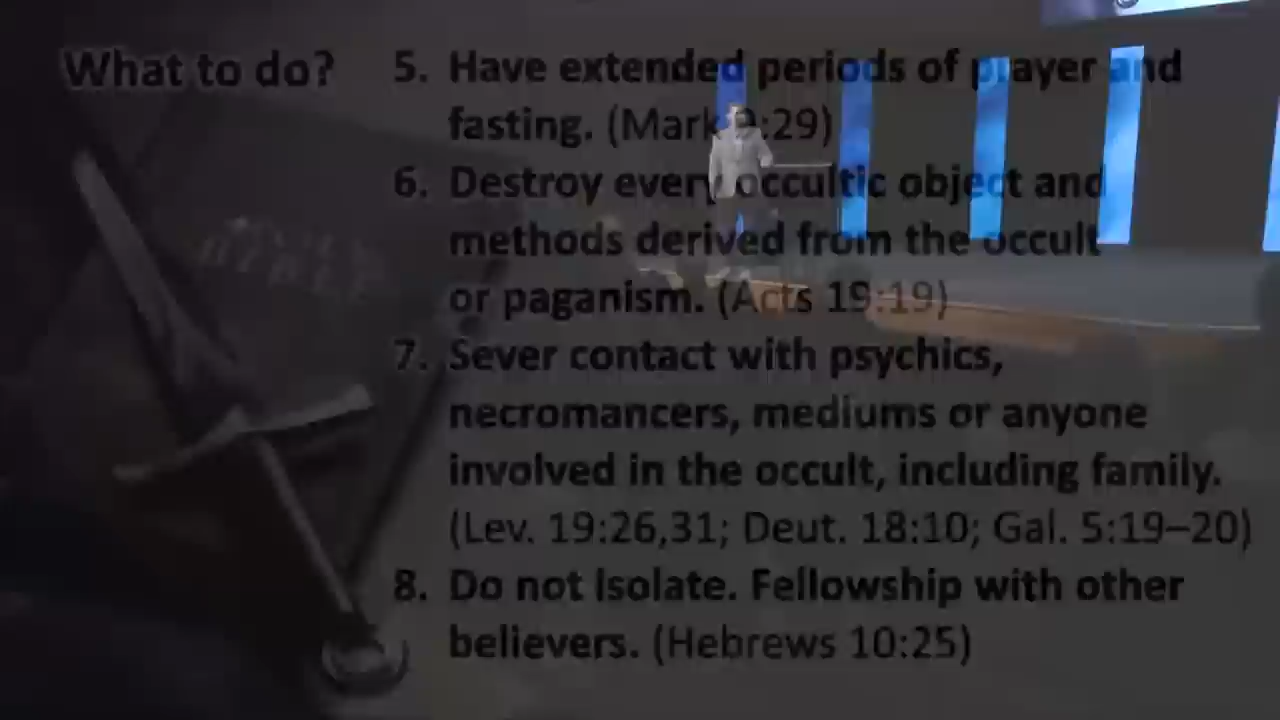 What to do?
5. Have extended periods of prayer and
fasting. (Mark 9:29)
6. Destroy every occultic object and
methods derived from the occult
or paganism. (Acts 19:19)
7. Sever contact with psychics,
necromancers, mediums or anyone
involved in the occult, including family.
(Lev. 19:26,31; Deut. 18:10; Gal. 5:19–20)
8. Do not isolate. Fellowship with other
believers. (Hebrews 10:25)